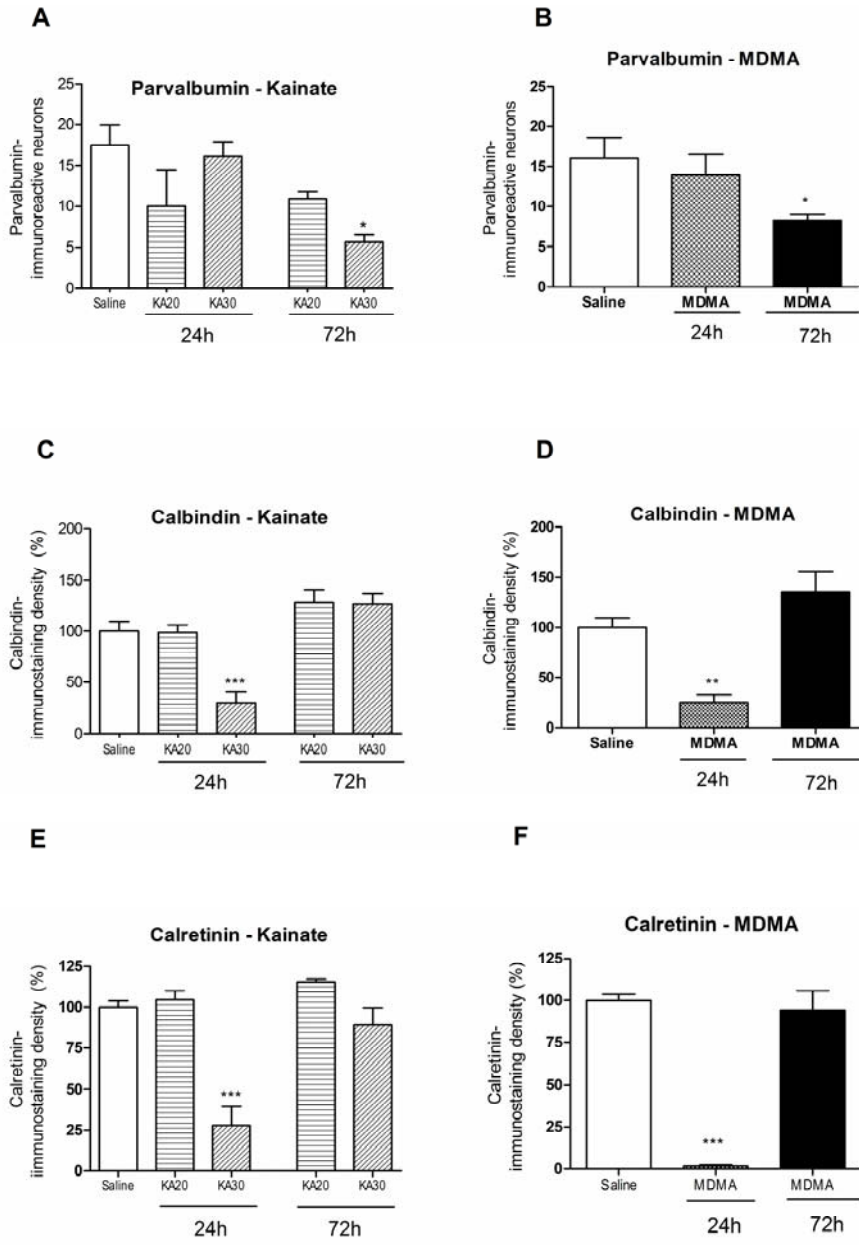 A
Parvalbumin - Kainate
Parvalbumin-
immunoreactive neurons
25
20
15
10
5
0
Saline KA20 KA30 KA20 KA30
*
24h 72h
B
Parvalbumin - MDMA
Parvalbumin-
immunoreactive neurons
25
20
15
10
5
0
Saline MDMA MDMA
*
24h 72h
C
Calbindin - Kainate
Calbindin-
immunostaining density (%)
200
150
100
50
0
Saline KA20 KA30 KA20 KA30
***
24h 72h
D
Calbindin - MDMA
Calbindin-
immunostaining density (%)
200
150
100
50
0
Saline MDMA MDMA
**
24h 72h
E
Calretinin - Kainate
Calretinin-
iimmunostaining density (%)
125
100
75
50
25
0
Saline KA20 KA30 KA20 KA30
***
24h 72h
F
Calretinin - MDMA
Calretinin-
immunostaining density (%)
125
100
75
50
25
0
Saline MDMA MDMA
***
24h 72h